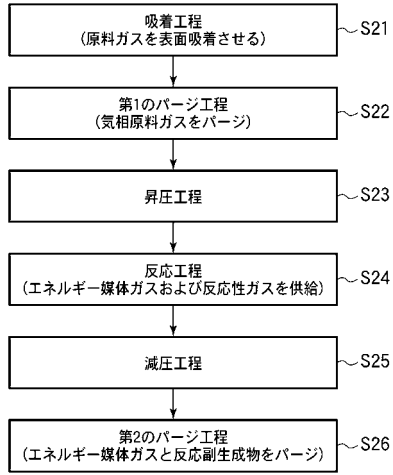 吸着工程
(原料ガスを表面吸着させる)
S21
第1のパージ工程
(気相原料ガスをパージ)
S22
昇圧工程
S23
反応工程
(エネルギー媒体ガスおよび反応性ガスを供給)
S24
減圧工程
S25
第2のパージ工程
(エネルギー媒体ガスと反応副生成物をパージ)
S26